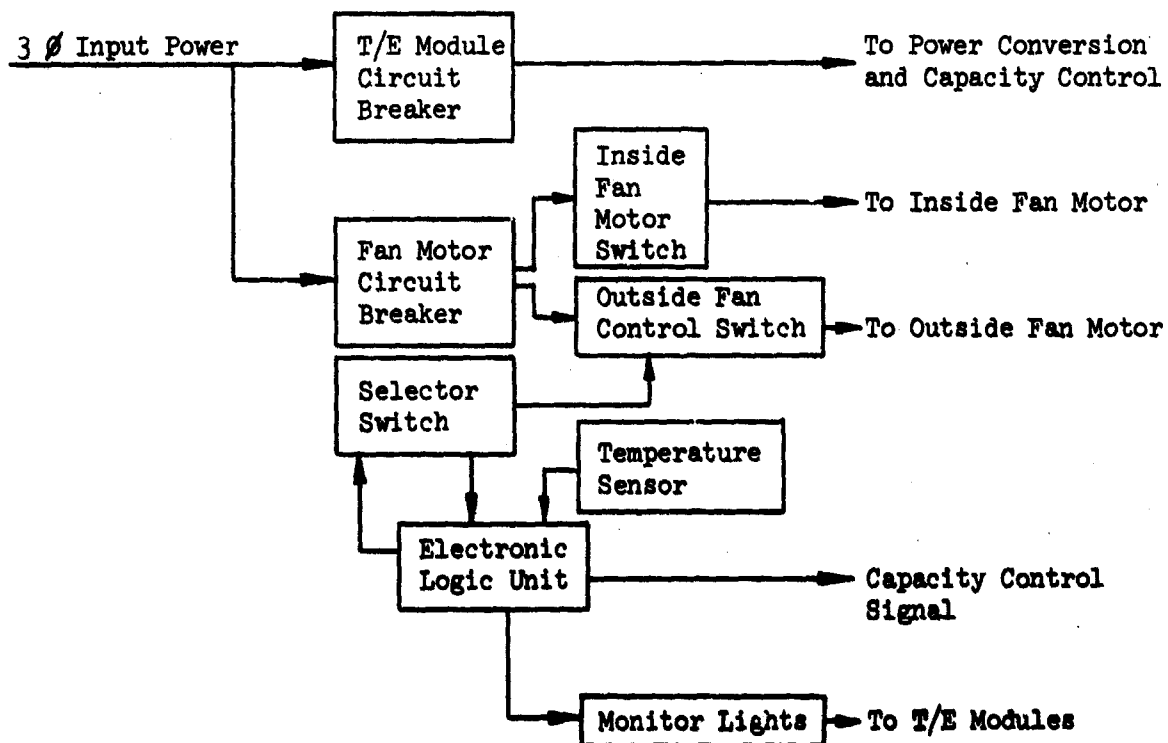 3 Ø Input Power
T/E Module
Circuit
Breaker
To Power Conversion
and Capacity Control
Inside
Fan
Motor
Switch
To Inside Fan Motor
Fan Motor
Circuit
Breaker
Outside Fan
Control Switch
To Outside Fan Motor
Selector
Switch
Temperature
Sensor
Electronic
Logic Unit
Capacity Control
Signal
Monitor Lights
To T/E Modules